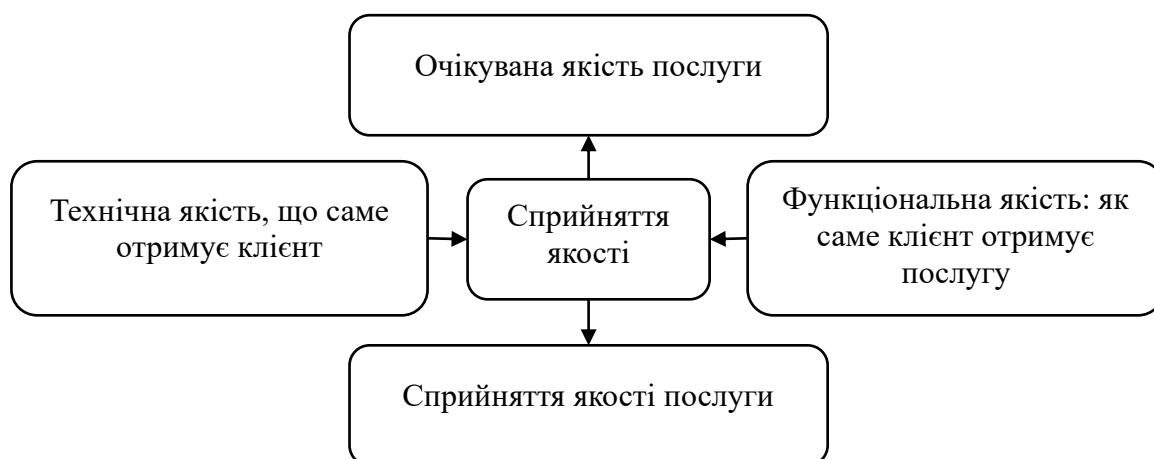 Очікувана якість послуги
Технічна якість, що саме
отримує клієнт
Сприйняття
якості
Функціональна якість: як
саме клієнт отримує
послугу
Сприйняття якості послуги